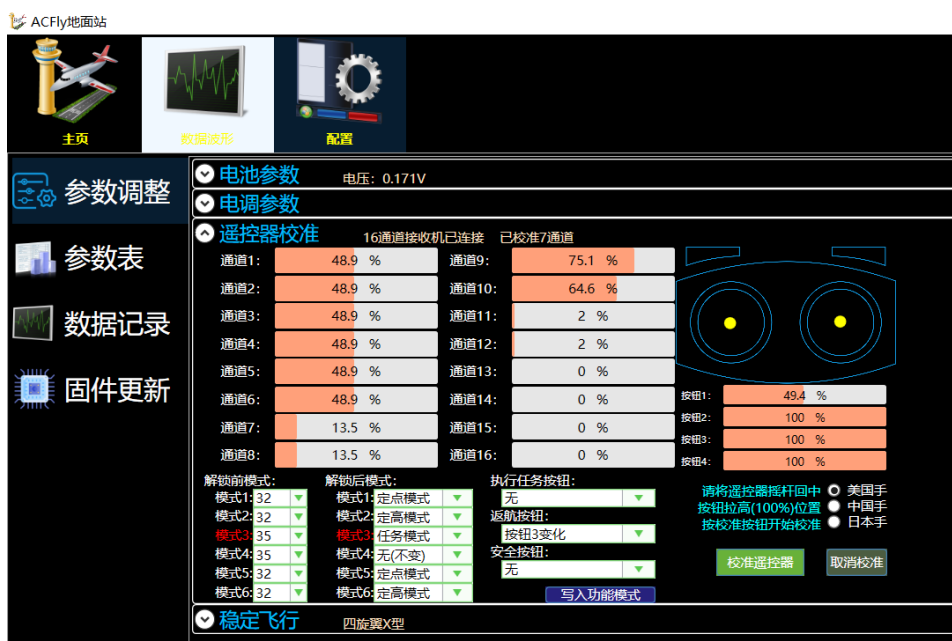 ACFly地面站
主页 数据波形 配置
参数调整
参数表
数据记录
固件更新
电池参数 电压：0.171V
电调参数
遥控器校准 16通道接收机已连接 已校准7通道
通道1: 48.9 % 通道9: 75.1 %
通道2: 48.9 % 通道10: 64.6 %
通道3: 48.9 % 通道11: 2 %
通道4: 48.9 % 通道12: 2 %
通道5: 48.9 % 通道13: 0 %
通道6: 48.9 % 通道14: 0 %
通道7: 13.5 % 通道15: 0 %
通道8: 13.5 % 通道16: 0 %
按钮1: 49.4 %
按钮2: 100 %
按钮3: 100 %
按钮4: 100 %
解锁前模式: 解锁后模式: 执行任务按钮:
模式1: 32 模式1: 定点模式 无
模式2: 32 模式2: 定高模式 返航按钮:
模式3: 35 模式3: 任务模式 按钮3变化
模式4: 35 模式4: 无(不变) 安全按钮:
模式5: 32 模式5: 定点模式 无
模式6: 32 模式6: 定高模式 写入功能模式
请将遥控器摇杆回中 美国手
按钮拉高(100%)位置 中国手
按校准按钮开始校准 日本手
校准遥控器 取消校准
稳定飞行 四旋翼X型